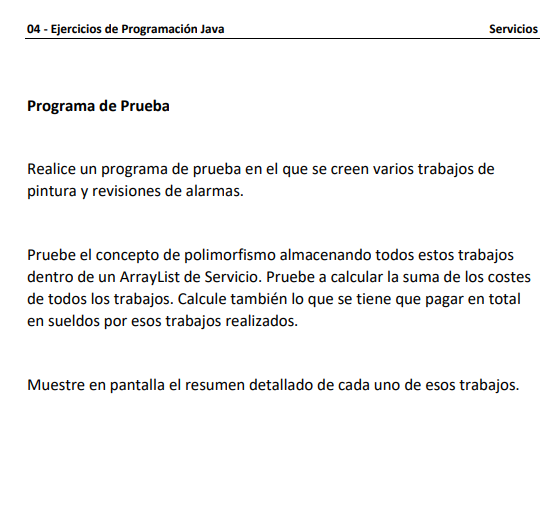 04 - Ejercicios de Programación Java Servicios
Programa de Prueba
Realice un programa de prueba en el que se creen varios trabajos de
pintura y revisiones de alarmas.
Pruebe el concepto de polimorfismo almacenando todos estos trabajos
dentro de un ArrayList de Servicio. Pruebe a calcular la suma de los costes
de todos los trabajos. Calcule también lo que se tiene que pagar en total
en sueldos por esos trabajos realizados.
Muestre en pantalla el resumen detallado de cada uno de esos trabajos.